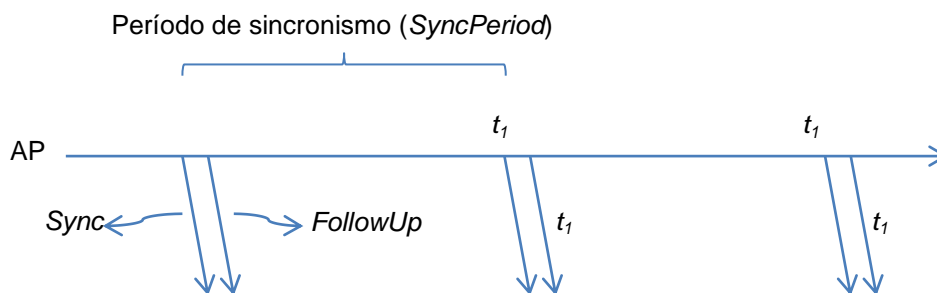 Período de sincronismo (SyncPeriod)
t1 t1
AP
Sync FollowUp t1 t1